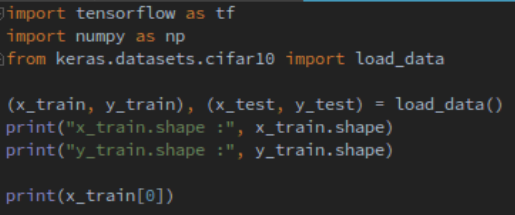 import tensorflow as tf
import numpy as np
from keras.datasets.cifar10 import load_data
(x_train, y_train), (x_test, y_test) = load_data()
print("x_train.shape :", x_train.shape)
print("y_train.shape :", y_train.shape)
print(x_train[0])